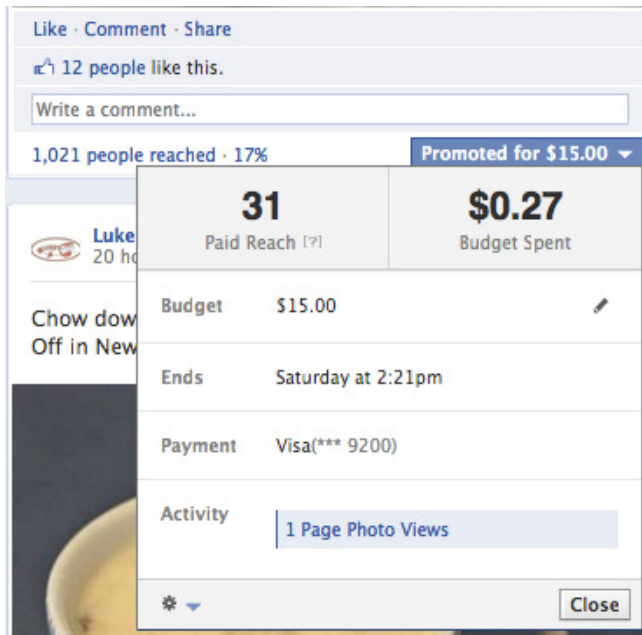 Like · Comment · Share
12 people like this.
Write a comment...
1,021 people reached · 17%
Promoted for $15.00
31
Paid Reach [?]
$0.27
Budget Spent
Luke
20 ho
Chow dow
Off in New
Budget $15.00
Ends Saturday at 2:21pm
Payment Visa(*** 9200)
Activity
1 Page Photo Views
Close